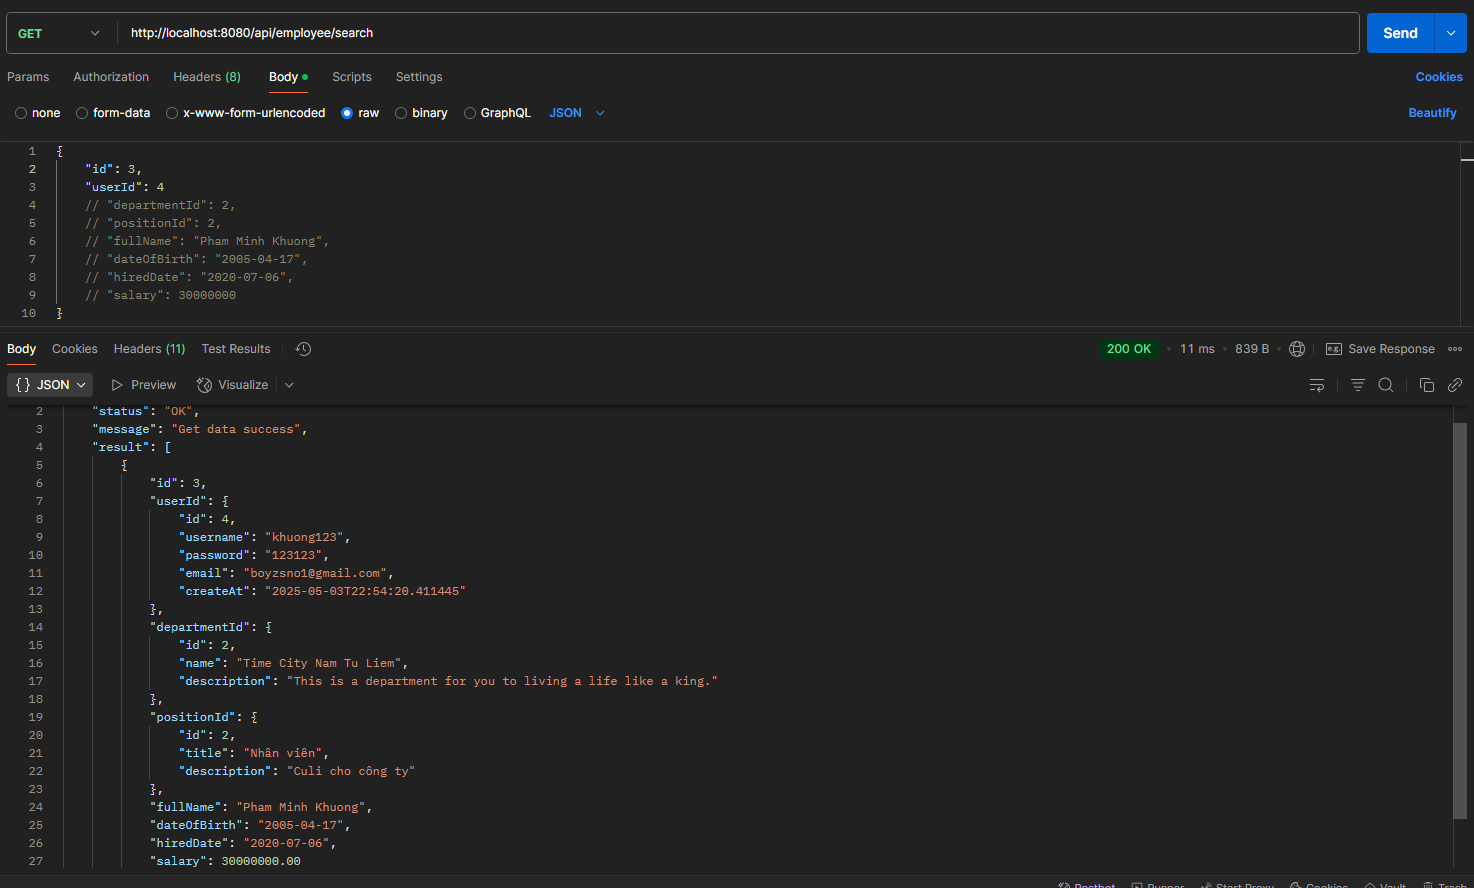 GET http://localhost:8080/api/employee/search Send
Params Authorization Headers (8) Body Scripts Settings Cookies
none form-data x-www-form-urlencoded raw binary GraphQL JSON Beautify
1 {
2 "id": 3,
3 "userId": 4
4 // "departmentId": 2,
5 // "positionId": 2,
6 // "fullName": "Pham Minh Khuong",
7 // "dateOfBirth": "2005-04-17",
8 // "hiredDate": "2020-07-06",
9 // "salary": 30000000
10 }
Body Cookies Headers (11) Test Results 200 OK • 11 ms • 839 B • e.g. Save Response
{} JSON Preview Visualize
2 "status": "OK",
3 "message": "Get data success",
4 "result": [
5 {
6 "id": 3,
7 "userId": {
8 "id": 4,
9 "username": "khuong123",
10 "password": "123123",
11 "email": "boyzsno1@gmail.com",
12 "createAt": "2025-05-03T22:54:20.411445"
13 },
14 "departmentId": {
15 "id": 2,
16 "name": "Time City Nam Tu Liem",
17 "description": "This is a department for you to living a life like a king."
18 },
19 "positionId": {
20 "id": 2,
21 "title": "Nhân viên",
22 "description": "Culi cho công ty"
23 },
24 "fullName": "Pham Minh Khuong",
25 "dateOfBirth": "2005-04-17",
26 "hiredDate": "2020-07-06",
27 "salary": 30000000.00
Postbot Runner Start Proxy Cookies Vault Trash